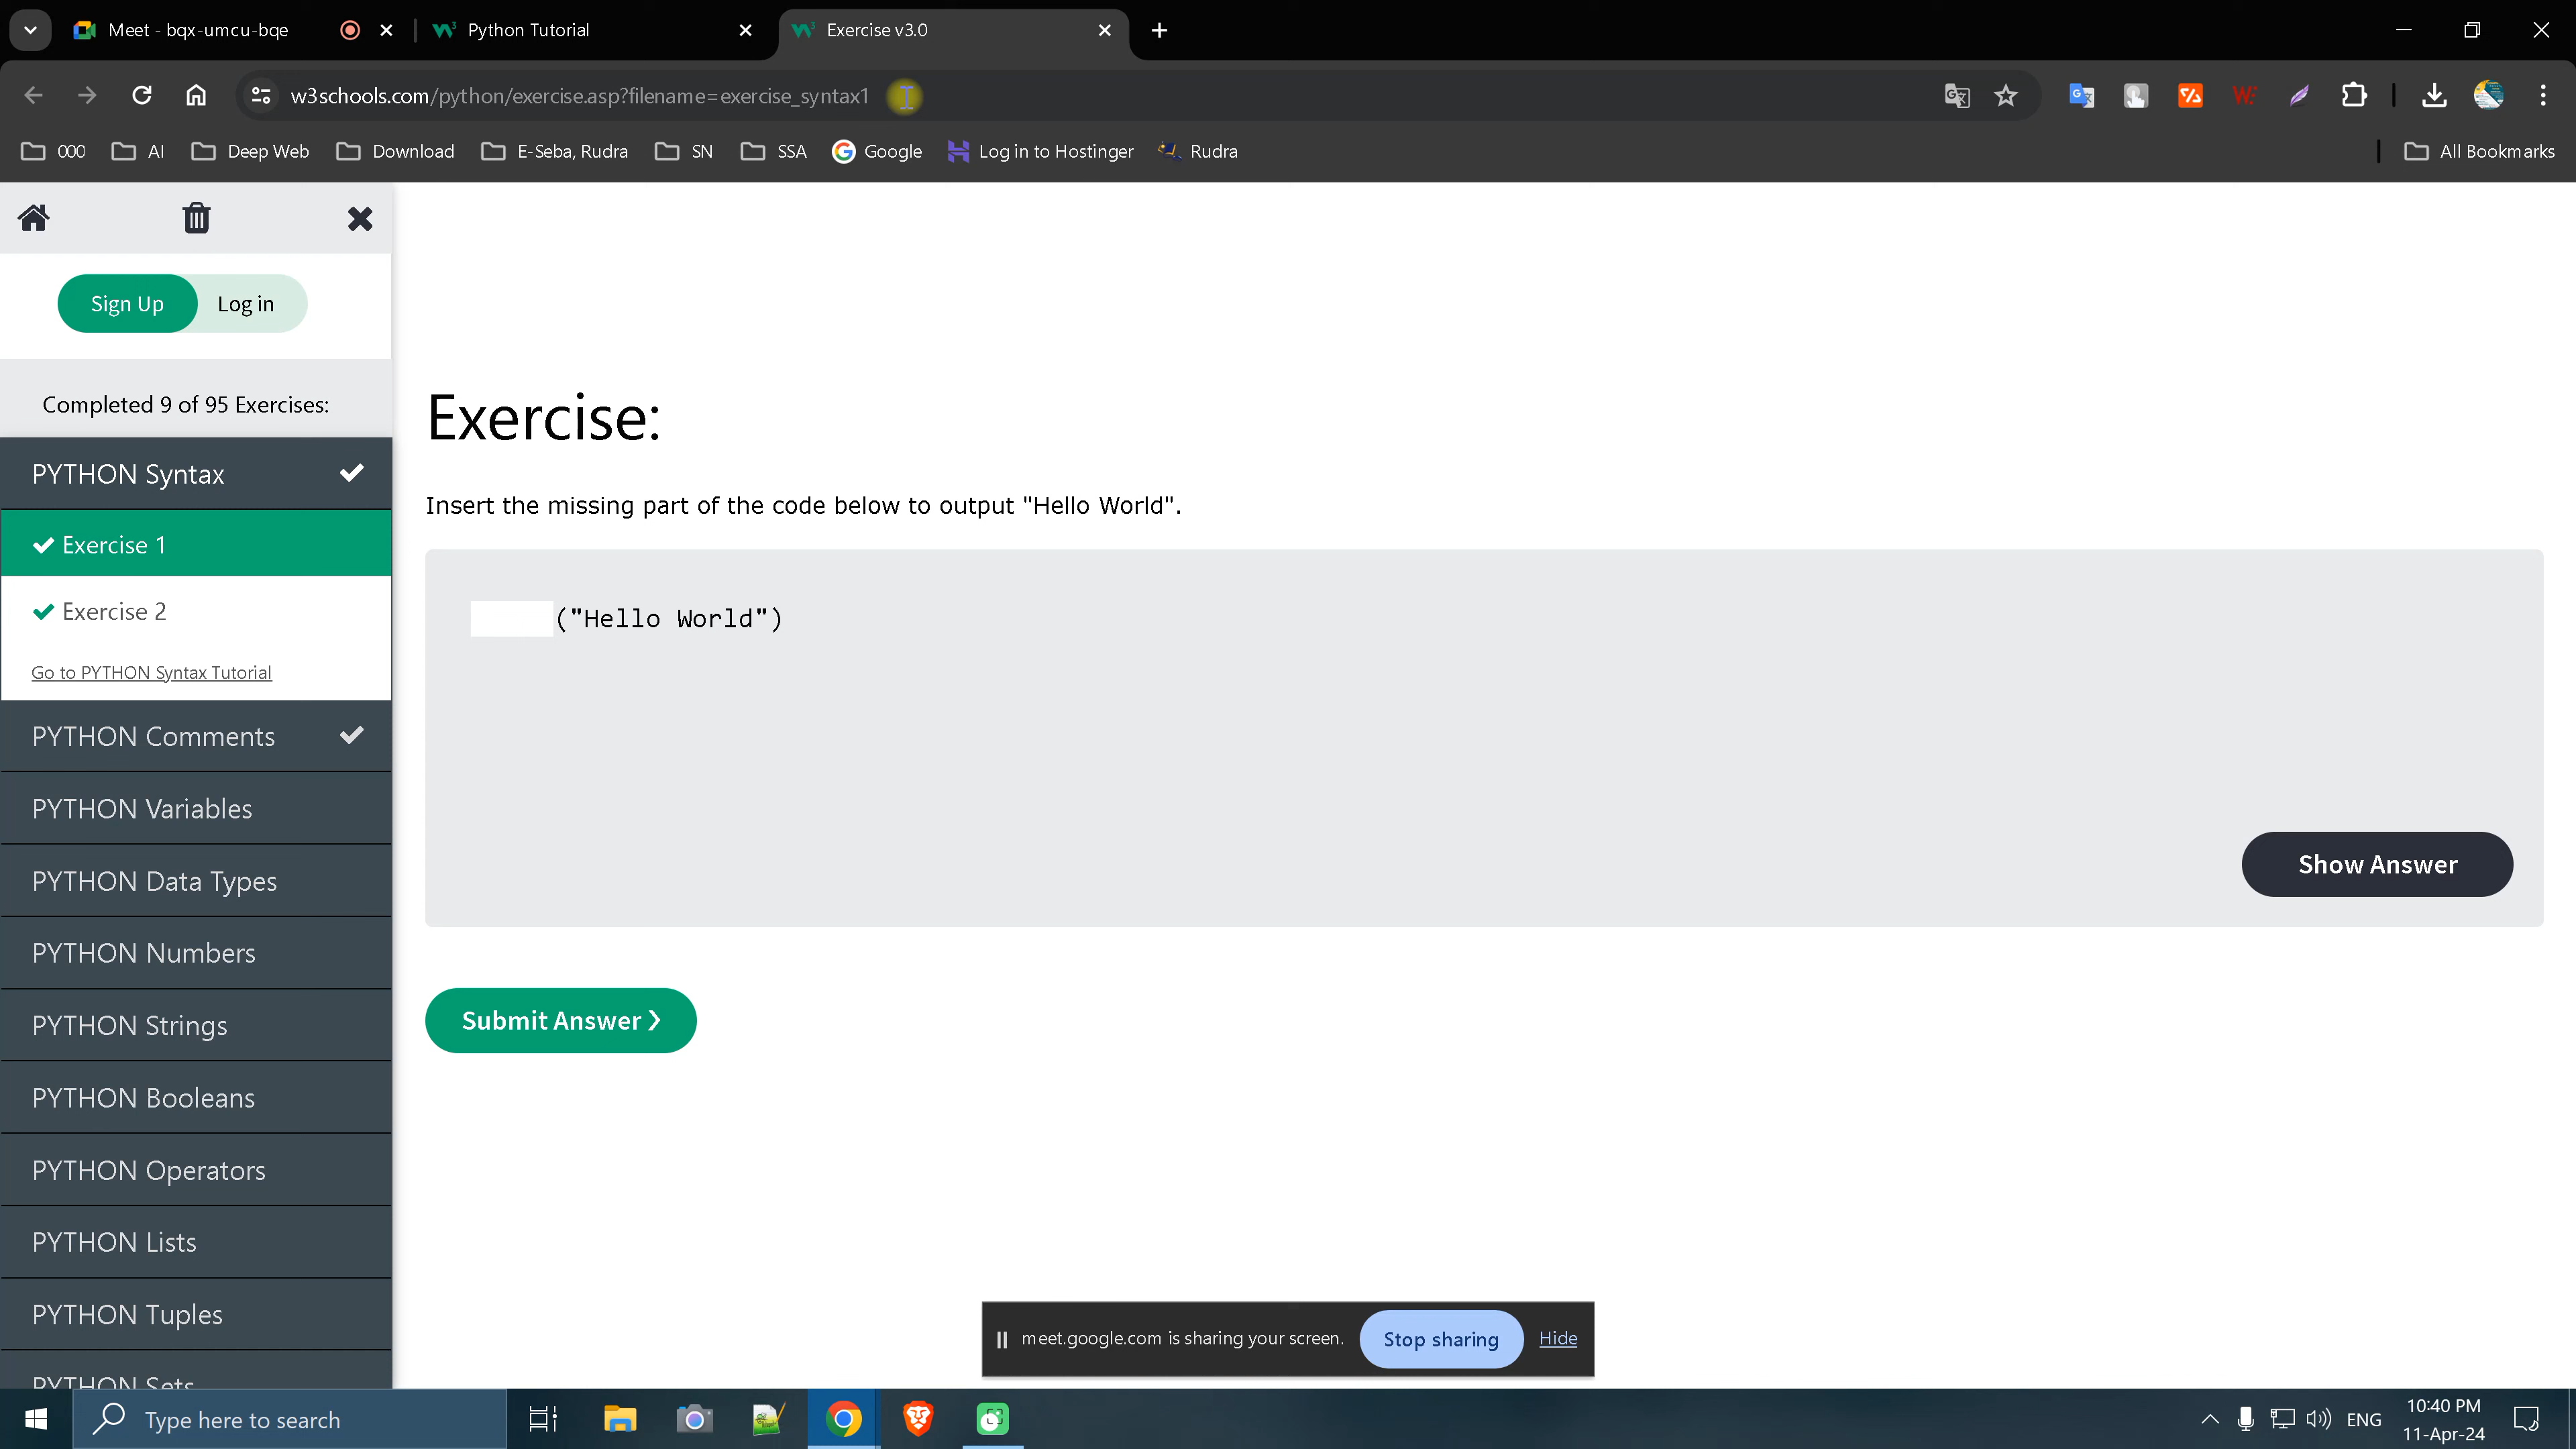 Meet - bqx-umcu-bqe
Python Tutorial
Exercise v3.0
w3schools.com/python/exercise.asp?filename=exercise_syntax1
000
AI
Deep Web
Download
E-Seba, Rudra
SN
SSA
Google
Log in to Hostinger
Rudra
All Bookmarks
Sign Up
Log in
Completed 9 of 95 Exercises:
PYTHON Syntax
Exercise 1
Exercise 2
Go to PYTHON Syntax Tutorial
PYTHON Comments
PYTHON Variables
PYTHON Data Types
PYTHON Numbers
PYTHON Strings
PYTHON Booleans
PYTHON Operators
PYTHON Lists
PYTHON Tuples
PYTHON Sets
Exercise:
Insert the missing part of the code below to output "Hello World".
("Hello World")
Show Answer
Submit Answer ❯
meet.google.com is sharing your screen.
Stop sharing
Hide
Type here to search
ENG
10:40 PM
11-Apr-24